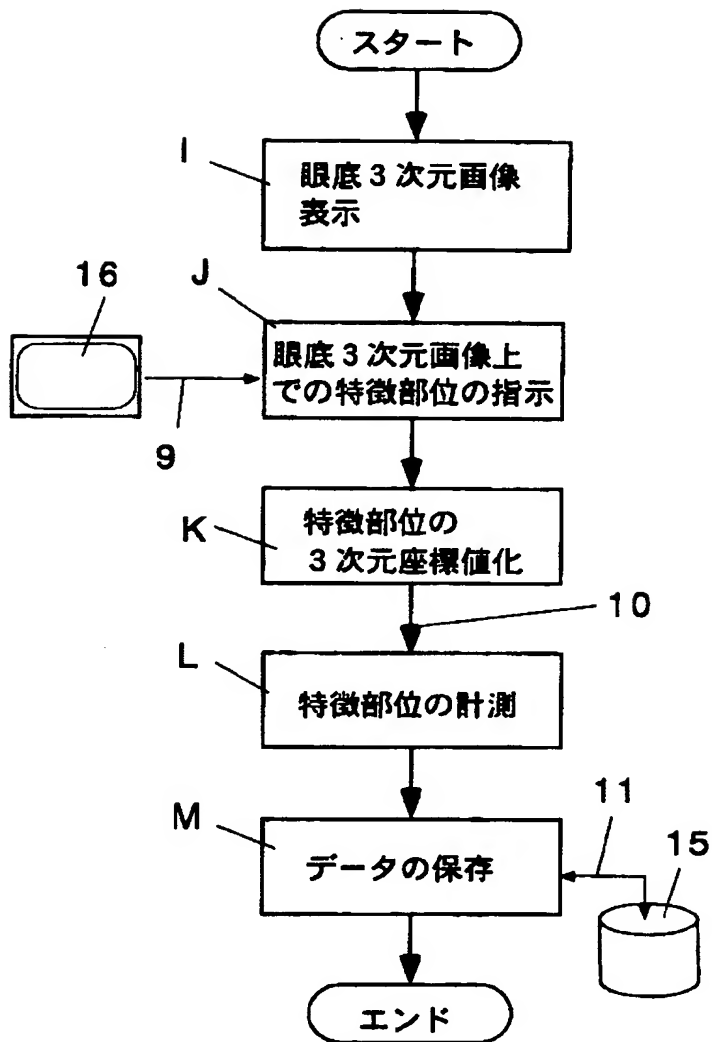 スタート
I
眼底3次元画像
表示
16
J
眼底3次元画像上
での特徴部位の指示
9
K
特徴部位の
3次元座標値化
10
L
特徴部位の計測
M
データの保存
11
15
エンド